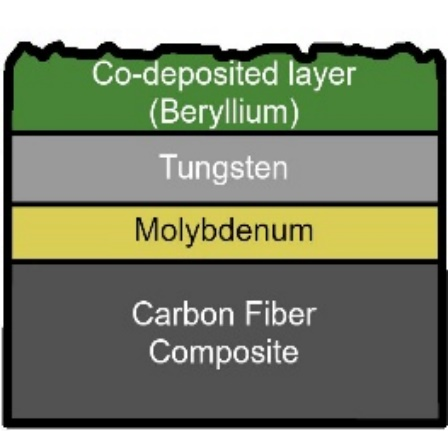 Co-deposited layer
(Beryllium)
Tungsten
Molybdenum
Carbon Fiber
Composite